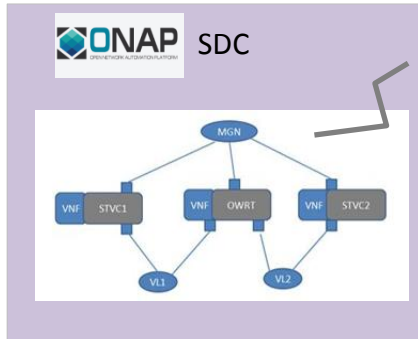 ONAP SDC
OPEN NETWORK AUTOMATION PLATFORM
MGN
VNF STVC1 VNF OWRT VNF STVC2
VL1 VL2